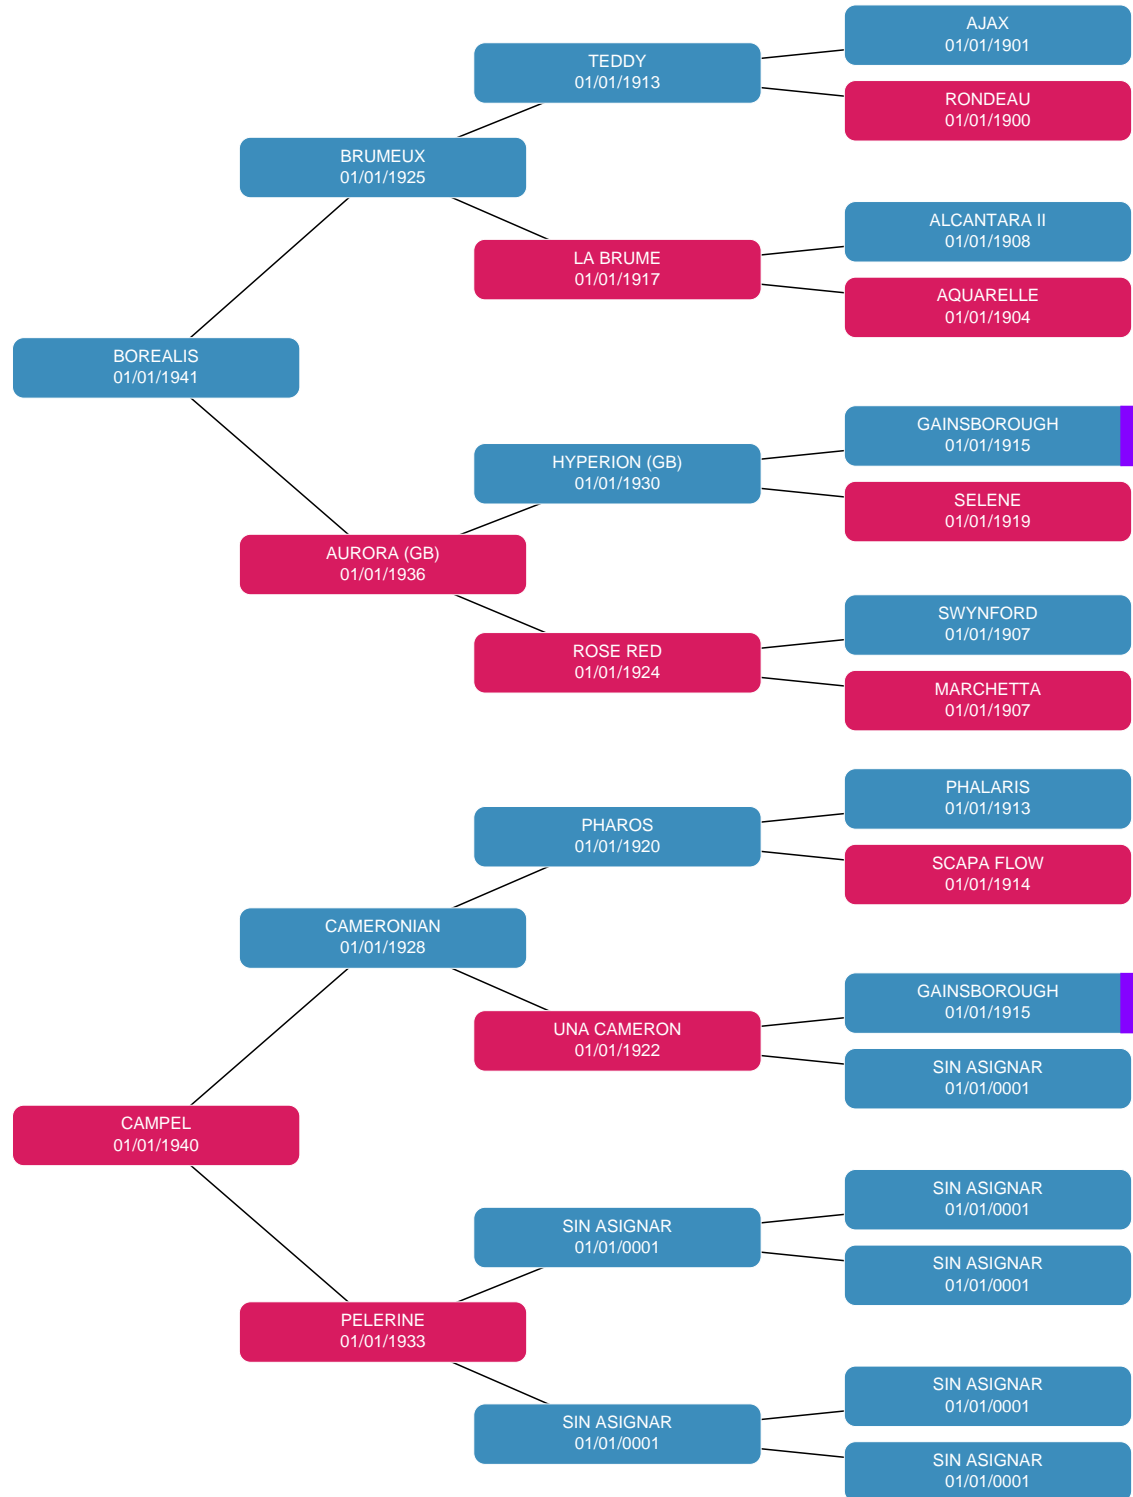 AJAX
01/01/1901
TEDDY
01/01/1913
RONDEAU
01/01/1900
BRUMEUX
01/01/1925
ALCANTARA II
01/01/1908
LA BRUME
01/01/1917
AQUARELLE
01/01/1904
BOREALIS
01/01/1941
GAINSBOROUGH
01/01/1915
HYPERION (GB)
01/01/1930
SELENE
01/01/1919
AURORA (GB)
01/01/1936
SWYNFORD
01/01/1907
ROSE RED
01/01/1924
MARCHETTA
01/01/1907
PHALARIS
01/01/1913
PHAROS
01/01/1920
SCAPA FLOW
01/01/1914
CAMERONIAN
01/01/1928
GAINSBOROUGH
01/01/1915
UNA CAMERON
01/01/1922
SIN ASIGNAR
01/01/0001
CAMPEL
01/01/1940
SIN ASIGNAR
01/01/0001
SIN ASIGNAR
01/01/0001
SIN ASIGNAR
01/01/0001
PELERINE
01/01/1933
SIN ASIGNAR
01/01/0001
SIN ASIGNAR
01/01/0001
SIN ASIGNAR
01/01/0001